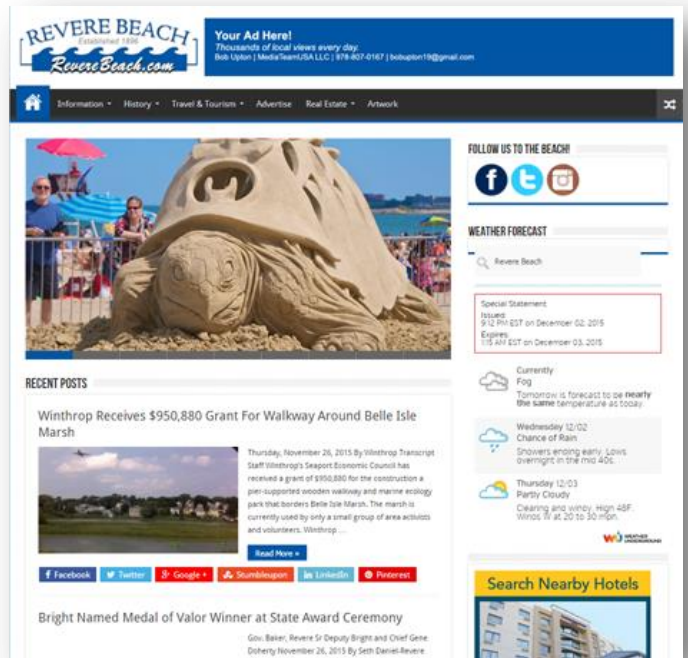 REVERE BEACH
Established 1896
RevereBeach.com
Your Ad Here!
Thousands of local views every day.
Bob Upton | MediaTeamUSA LLC | 978-807-0167 | bobupton19@gmail.com
Information
History
Travel & Tourism
Advertise
Real Estate
Artwork
FOLLOW US TO THE BEACH!
WEATHER FORECAST
Revere Beach
Special Statement
Issued:
9:12 PM EST on December 02, 2015
Expires:
1:15 AM EST on December 03, 2015
Currently
Fog
Tomorrow is forecast to be nearly
the same temperature as today.
Wednesday 12/02
Chance of Rain
Showers ending early. Lows
overnight in the mid 40s.
Thursday 12/03
Partly Cloudy
Clearing and windy. High 48F.
Winds W at 20 to 30 mph.
WEATHER
UNDERGROUND
Search Nearby Hotels
RECENT POSTS
Winthrop Receives $950,880 Grant For Walkway Around Belle Isle
Marsh
Thursday, November 26, 2015 By Winthrop Transcript
Staff Winthrop's Seaport Economic Council has
received a grant of $950,880 for the construction a
pier-supported wooden walkway and marine ecology
park that borders Belle Isle Marsh. The marsh is
currently used by only a small group of area activists
and volunteers. Winthrop ...
Read More »
Facebook
Twitter
Google +
Stumbleupon
LinkedIn
Pinterest
Bright Named Medal of Valor Winner at State Award Ceremony
Gov. Baker, Revere Sr Deputy Bright and Chief Gene
Doherty November 26, 2015 By Seth Daniel-Revere